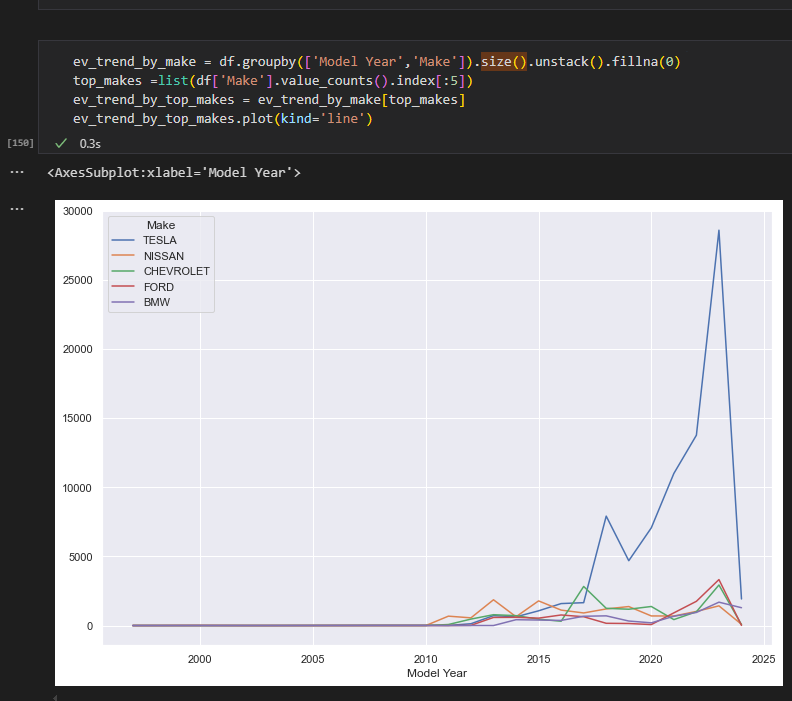 ev_trend_by_make = df.groupby(['Model Year','Make']).size().unstack().fillna(0)
top_makes =list(df['Make'].value_counts().index[:5])
ev_trend_by_top_makes = ev_trend_by_make[top_makes]
ev_trend_by_top_makes.plot(kind='line')
[150]
✓ 0.3s
... <AxesSubplot:xlabel='Model Year'>
...
30000
25000
20000
15000
10000
5000
0
Make
TESLA
NISSAN
CHEVROLET
FORD
BMW
2000 2005 2010 2015 2020 2025
Model Year